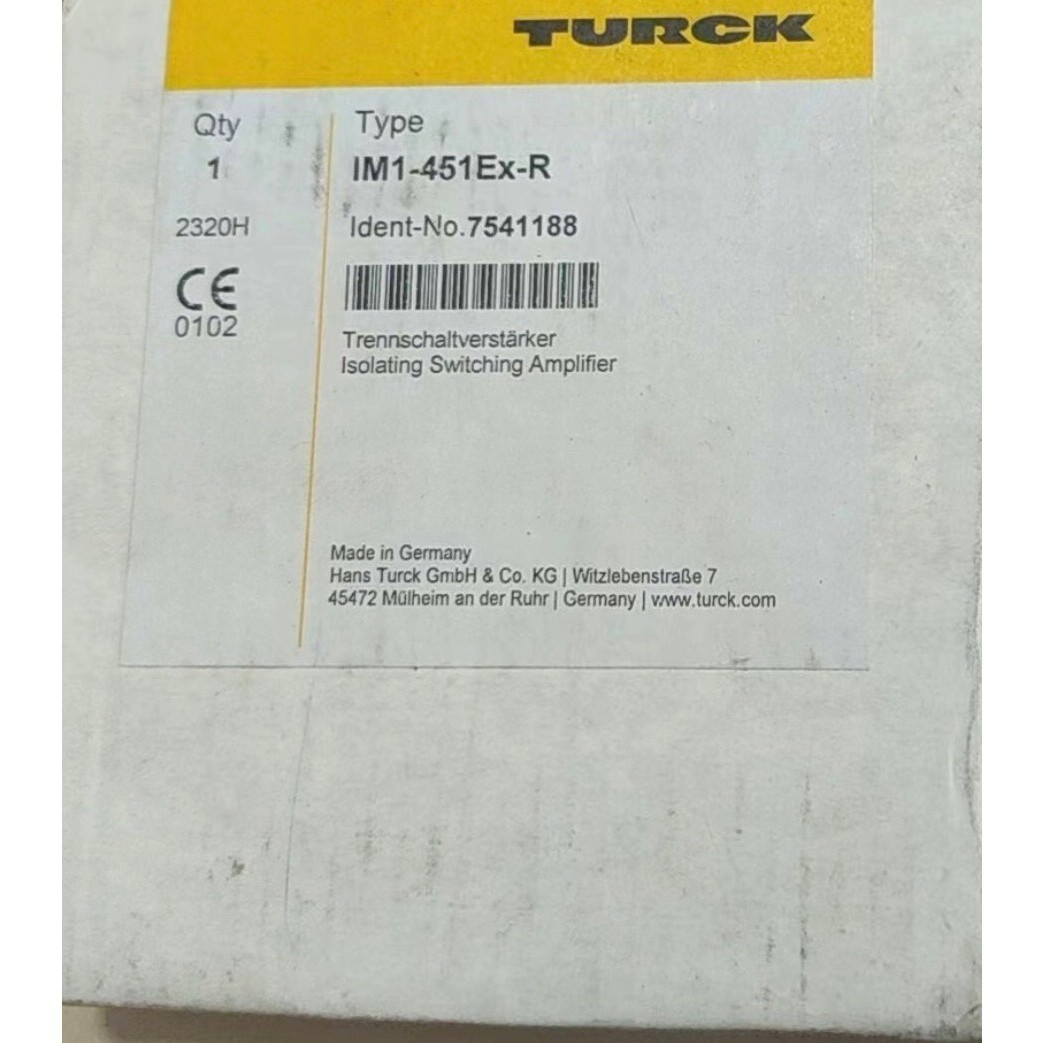 TURCK
Qty
1
2320H
CE
0102
Type
IM1-451Ex-R
Ident-No.7541188
Trennschaltverstärker
Isolating Switching Amplifier
Made in Germany
Hans Turck GmbH & Co. KG | Witzlebenstraße 7
45472 Mülheim an der Ruhr | Germany | www.turck.com